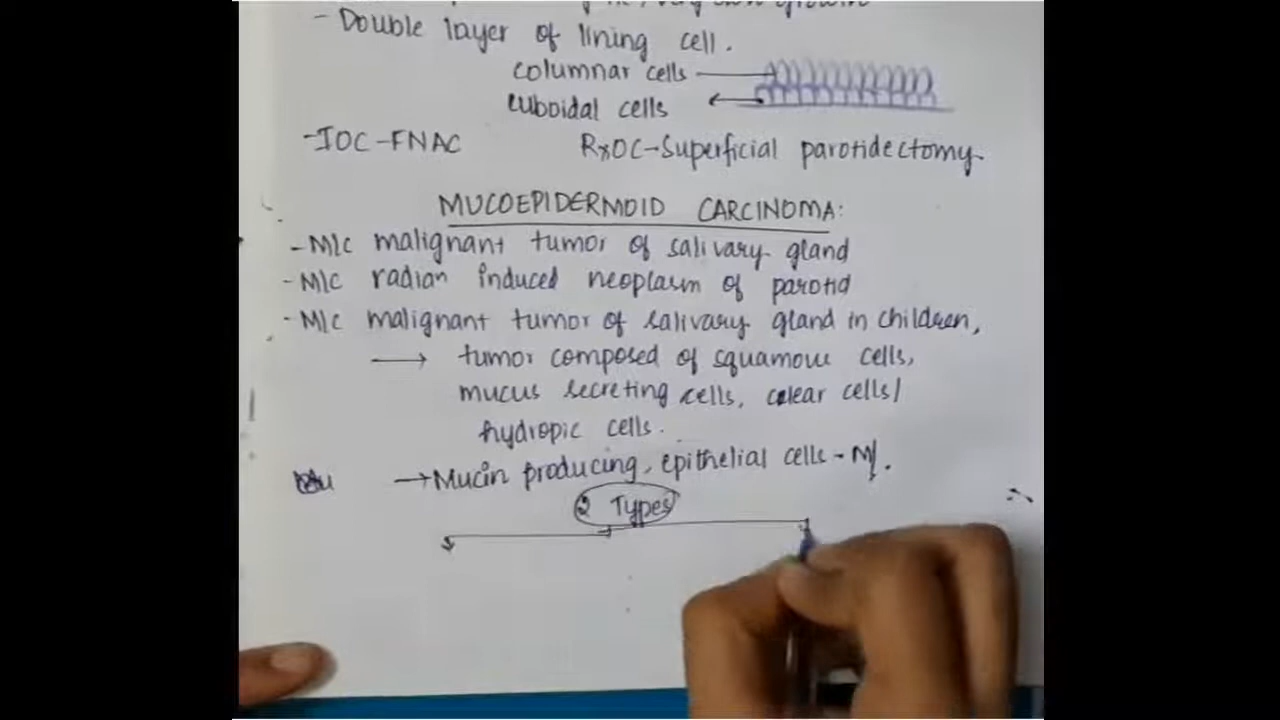 growth
- Double layer of lining cell.
columnar cells
cuboidal cells
-IOC-FNAC RxOC-Superficial parotidectomy
MUCOEPIDERMOID CARCINOMA:
- M/c malignant tumor of salivary gland
- M/c radian induced neoplasm of parotid
- M/c malignant tumor of salivary gland in children,
→ tumor composed of squamous cells,
mucus secreting cells, clear cells/
hydropic cells.
→ Mucin producing, epithelial cells -
2 Types